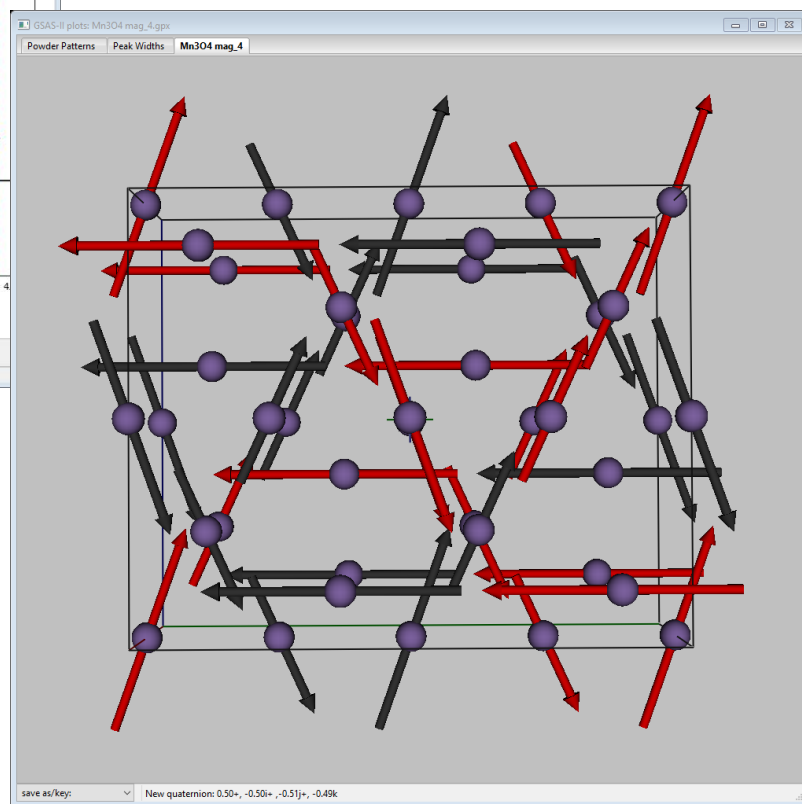 GSAS-II plots: Mn3O4 mag_4.gpx
Powder Patterns Peak Widths Mn3O4 mag_4
4
save as/key: New quaternion: 0.50+, -0.50i+ ,-0.51j+, -0.49k